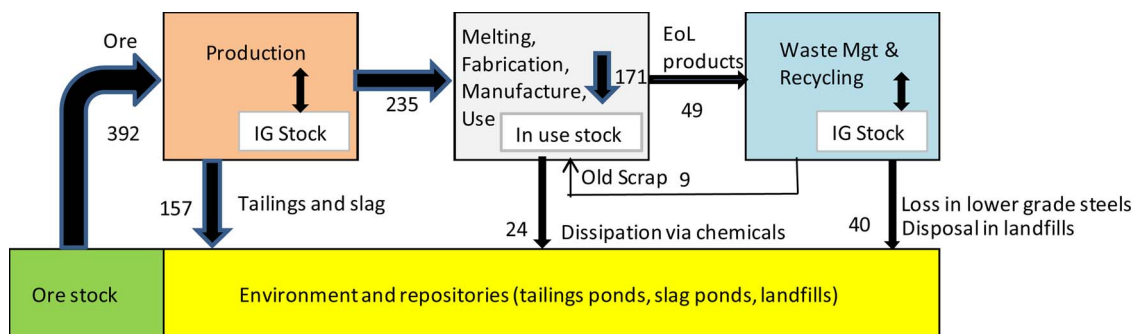 Ore
392
Production
IG Stock
235
Melting,
Fabrication,
Manufacture,
Use
171
In use stock
EoL
products
49
Waste Mgt &
Recycling
IG Stock
157
Tailings and slag
Old Scrap 9
24
Dissipation via chemicals
40
Loss in lower grade steels
Disposal in landfills
Ore stock
Environment and repositories (tailings ponds, slag ponds, landfills)